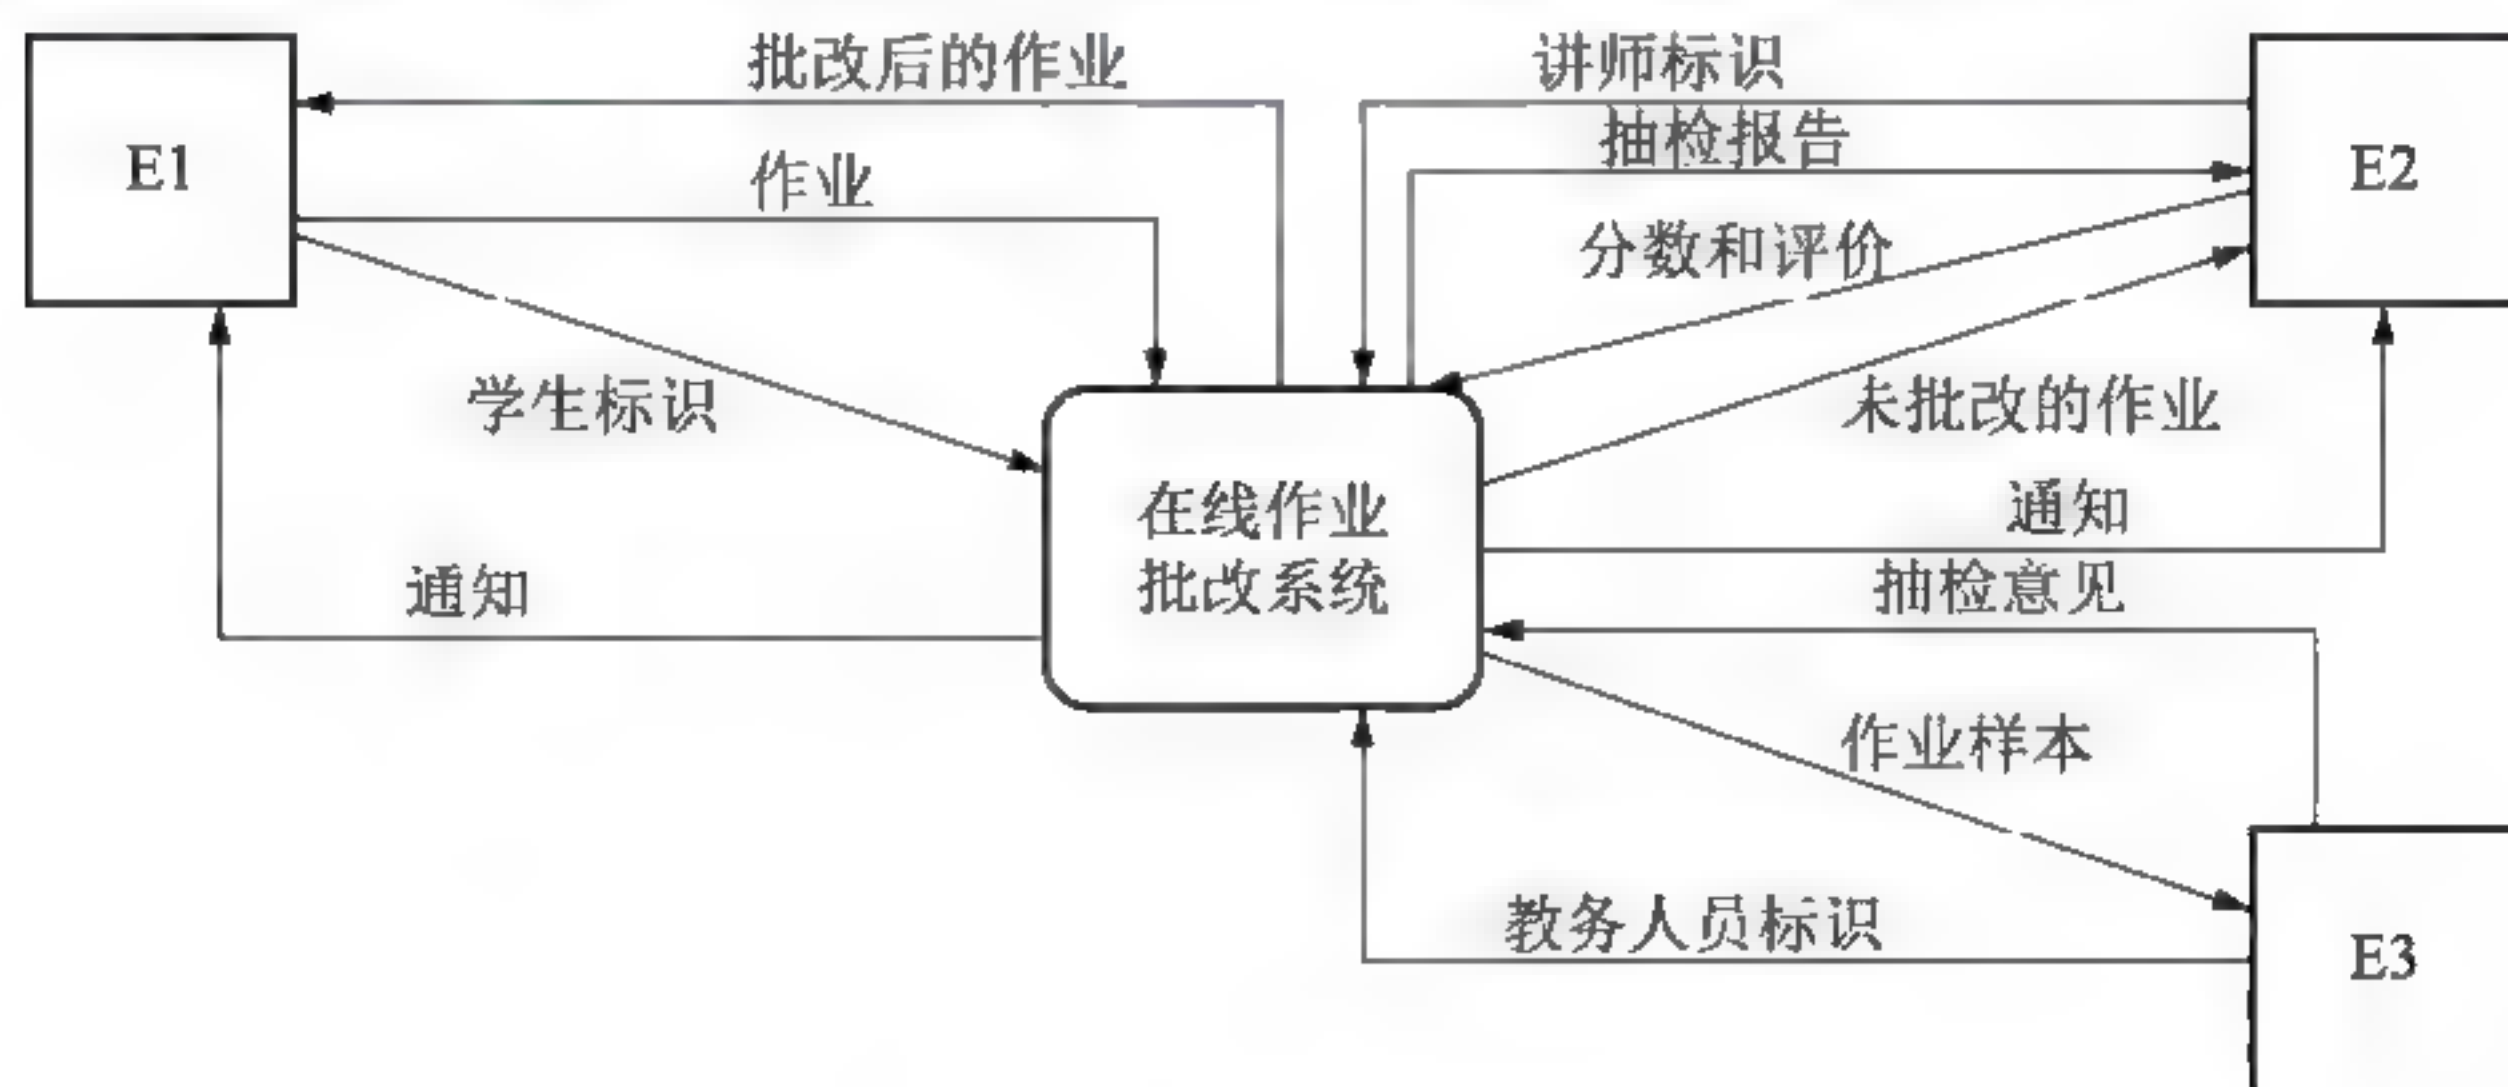 批改后的作业
讲师标识
抽检报告
E1
作业
E2
分数和评价
学生标识
未批改的作业
在线作业
批改系统
通知
通知
抽检意见
作业样本
教务人员标识
E3